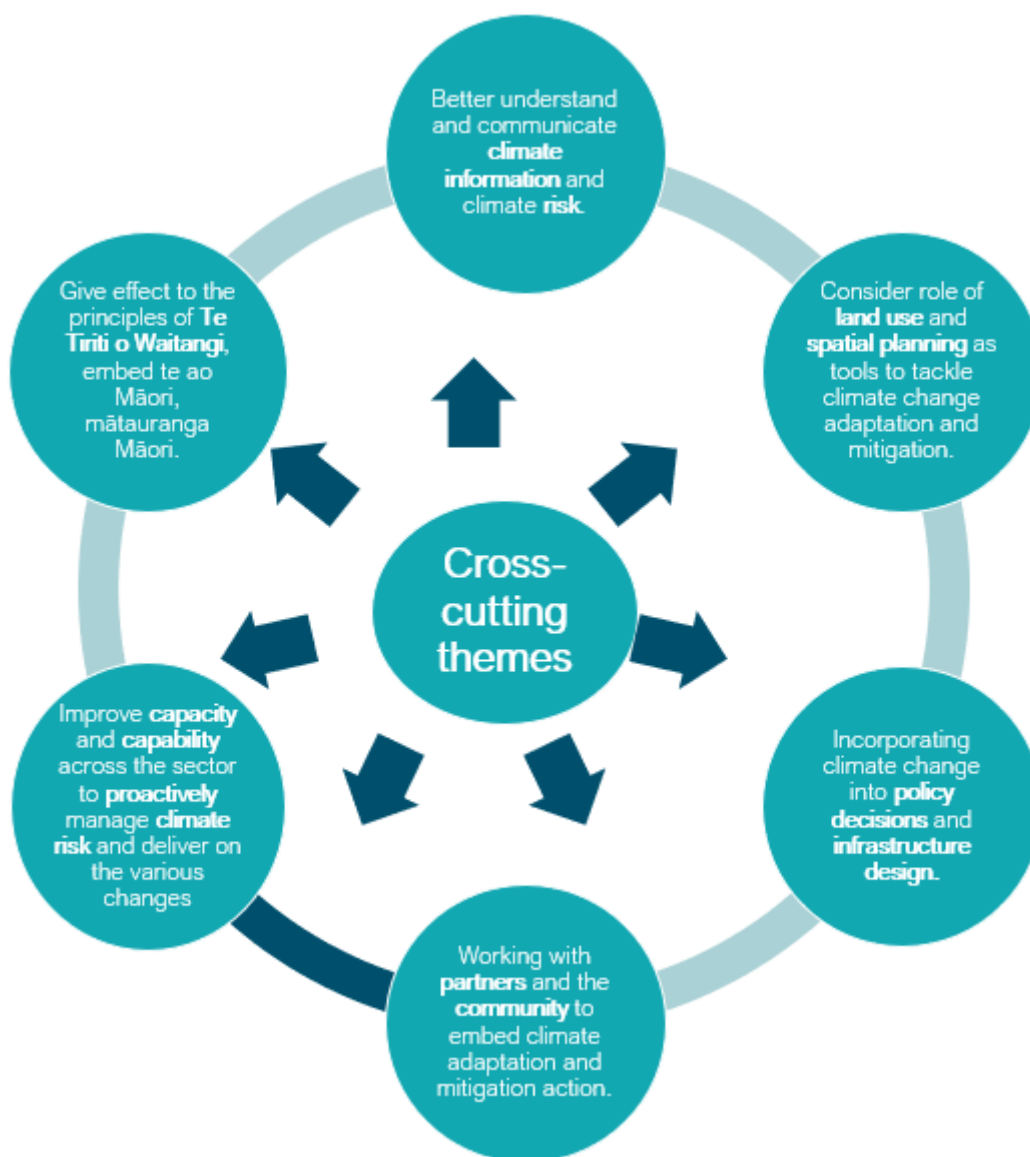 Better understand
and communicate
climate
information and
climate risk.
Give effect to the
principles of Te
Tiriti o Waitangi,
embed te ao
Māori,
mātauranga
Māori.
Consider role of
land use and
spatial planning as
tools to tackle
climate change
adaptation and
mitigation.
Cross-
cutting
themes
Improve capacity
and capability
across the sector
to proactively
manage climate
risk and deliver on
the various
changes
Incorporating
climate change
into policy
decisions and
infrastructure
design.
Working with
partners and the
community to
embed climate
adaptation and
mitigation action.